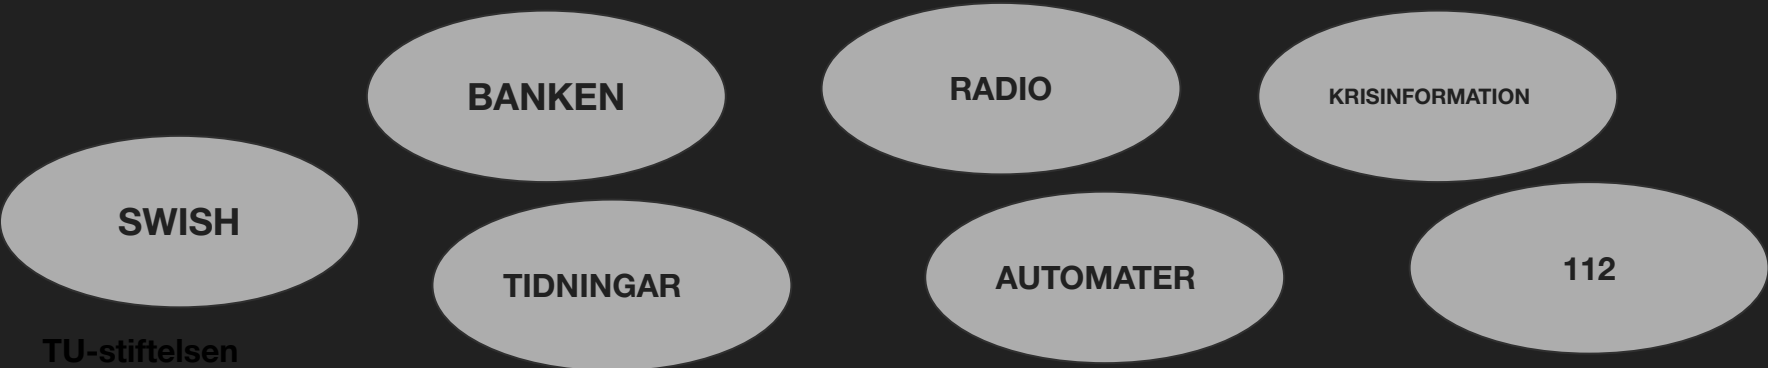 BANKEN
RADIO
KRISINFORMATION
SWISH
TIDNINGAR
AUTOMATER
112
TU-stiftelsen